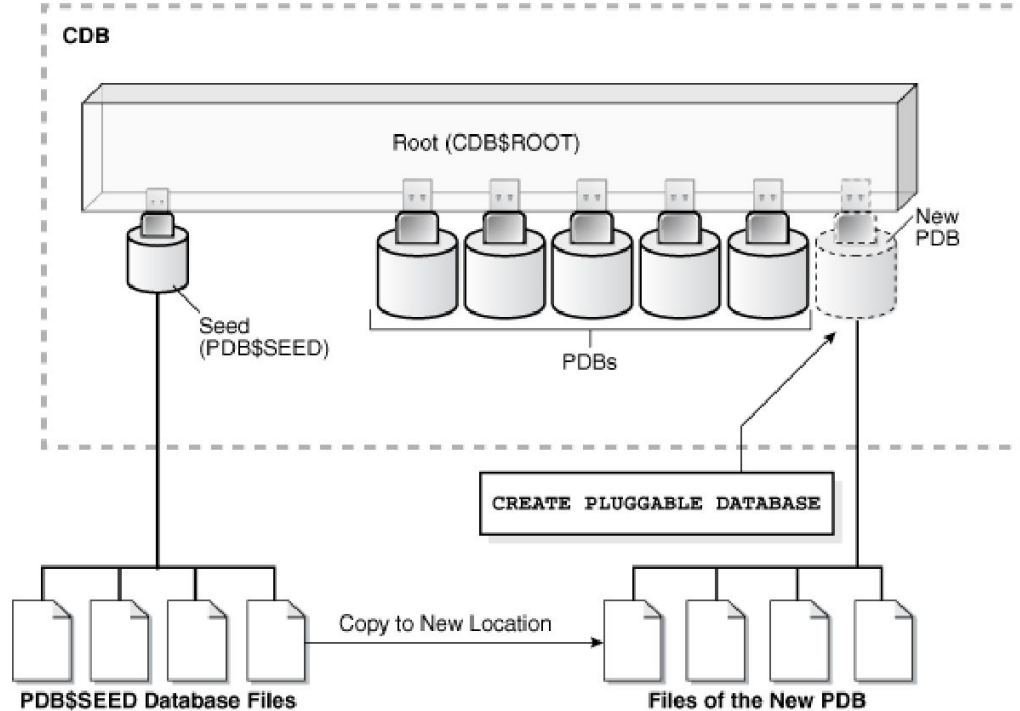 CDB
Root (CDB$ROOT)
New
PDB
Seed
(PDB$SEED)
PDBs
CREATE PLUGGABLE DATABASE
Copy to New Location
PDB$SEED Database Files
Files of the New PDB